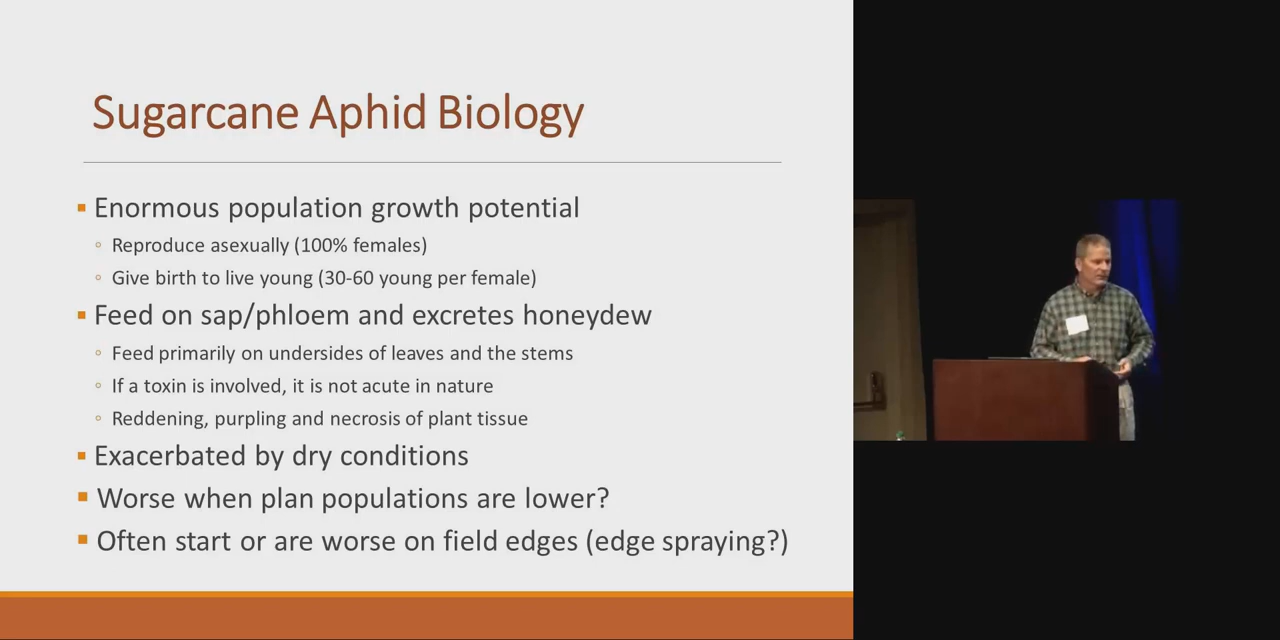 Sugarcane Aphid Biology
Enormous population growth potential
Reproduce asexually (100% females)
Give birth to live young (30-60 young per female)
Feed on sap/phloem and excretes honeydew
Feed primarily on undersides of leaves and the stems
If a toxin is involved, it is not acute in nature
Reddening, purpling and necrosis of plant tissue
Exacerbated by dry conditions
Worse when plan populations are lower?
Often start or are worse on field edges (edge spraying?)